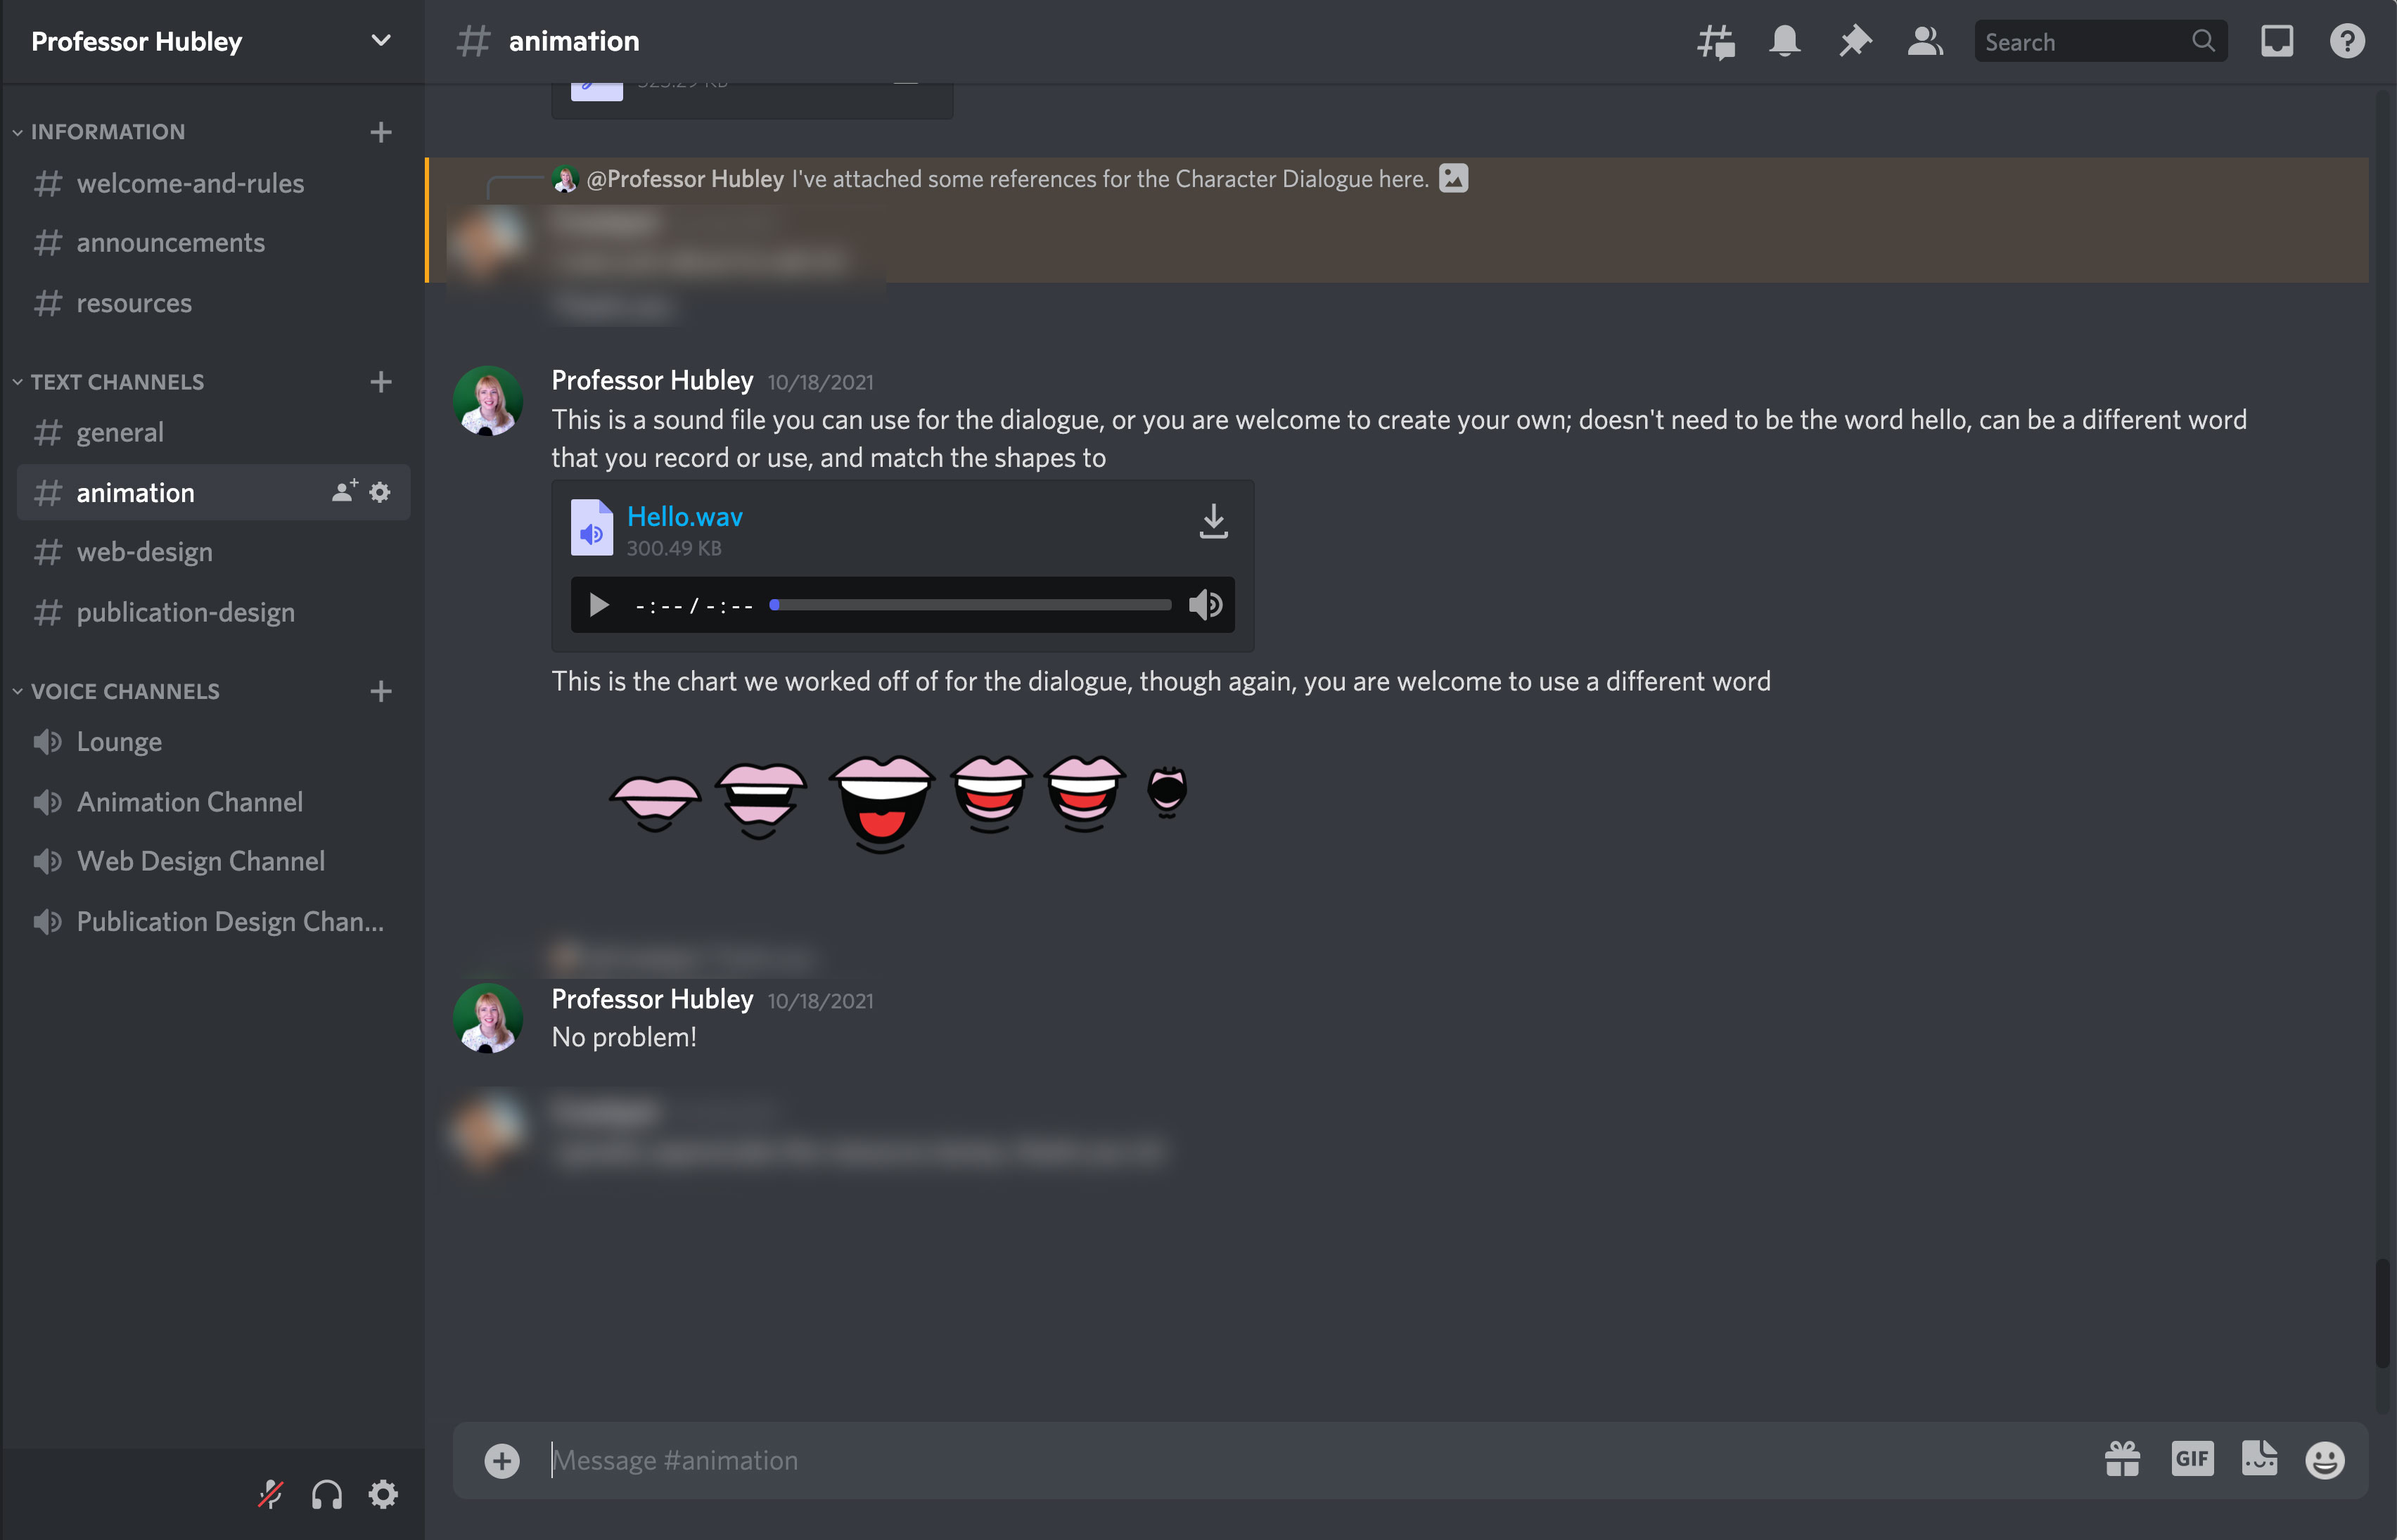 Professor Hubley
INFORMATION
welcome-and-rules
announcements
resources
TEXT CHANNELS
general
animation
web-design
publication-design
VOICE CHANNELS
Lounge
Animation Channel
Web Design Channel
Publication Design Chan...
animation
Search
@Professor Hubley I've attached some references for the Character Dialogue here.
Professor Hubley 10/18/2021
This is a sound file you can use for the dialogue, or you are welcome to create your own; doesn't need to be the word hello, can be a different word
that you record or use, and match the shapes to
Hello.wav
300.49 KB
-:-- / -:--
This is the chart we worked off of for the dialogue, though again, you are welcome to use a different word
Professor Hubley 10/18/2021
No problem!
Message #animation
GIF